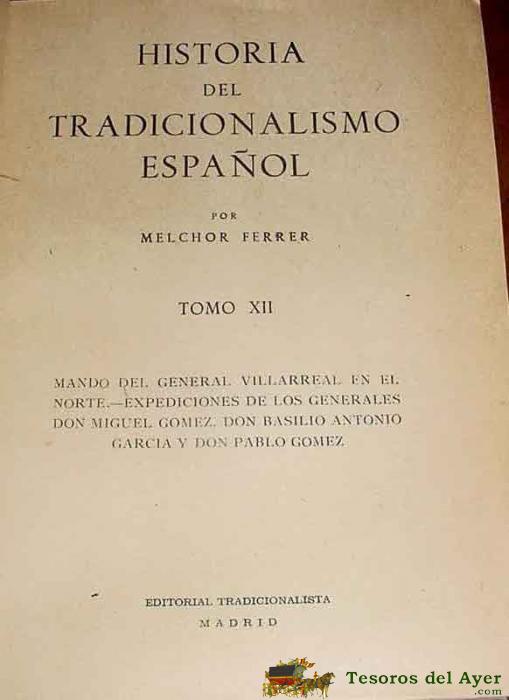 HISTORIA
DEL
TRADICIONALISMO
ESPAÑOL
POR
MELCHOR FERRER
TOMO XII
MANDO DEL GENERAL VILLARREAL EN EL
NORTE.—EXPEDICIONES DE LOS GENERALES
DON MIGUEL GOMEZ, DON BASILIO ANTONIO
GARCIA Y DON PABLO GOMEZ
EDITORIAL TRADICIONALISTA
MADRID
Tesoros del Ayer
.com